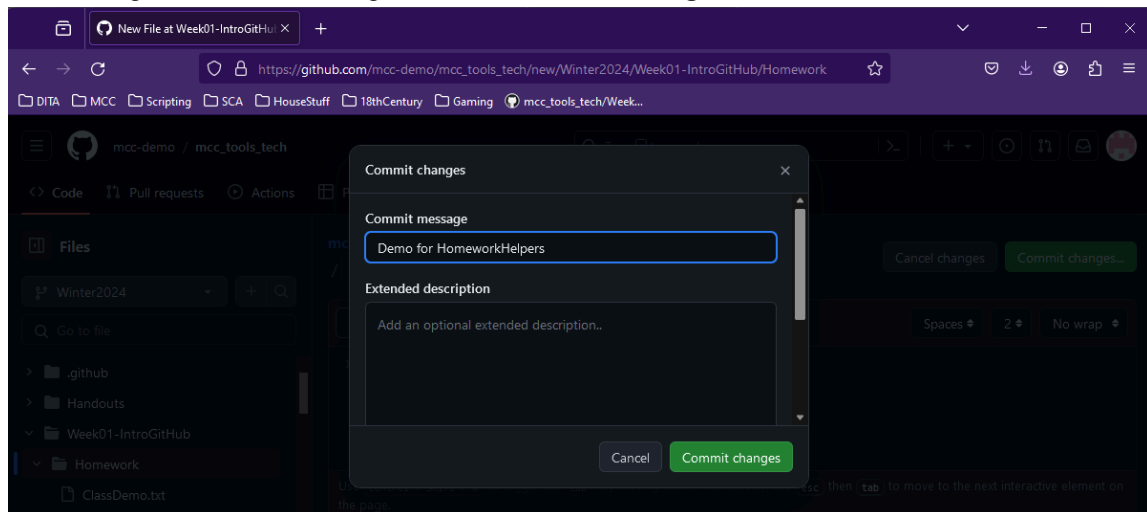 New File at Week01-IntroGitHu
https://github.com/mcc-demo/mcc_tools_tech/new/Winter2024/Week01-IntroGitHub/Homework
DITA MCC Scripting SCA HouseStuff 18thCentury Gaming mcc_tools_tech/Week...
mcc-demo / mcc_tools_tech
Code Pull requests Actions
Commit changes
Commit message
Demo for HomeworkHelpers
Extended description
Add an optional extended description..
Cancel Commit changes
Files
Cancel changes Commit changes...
Winter2024
Go to file
Spaces 2 No wrap
.github
Handouts
Week01-IntroGitHub
Homework
ClassDemo.txt
then tab to move to the next interactive element on
the page.